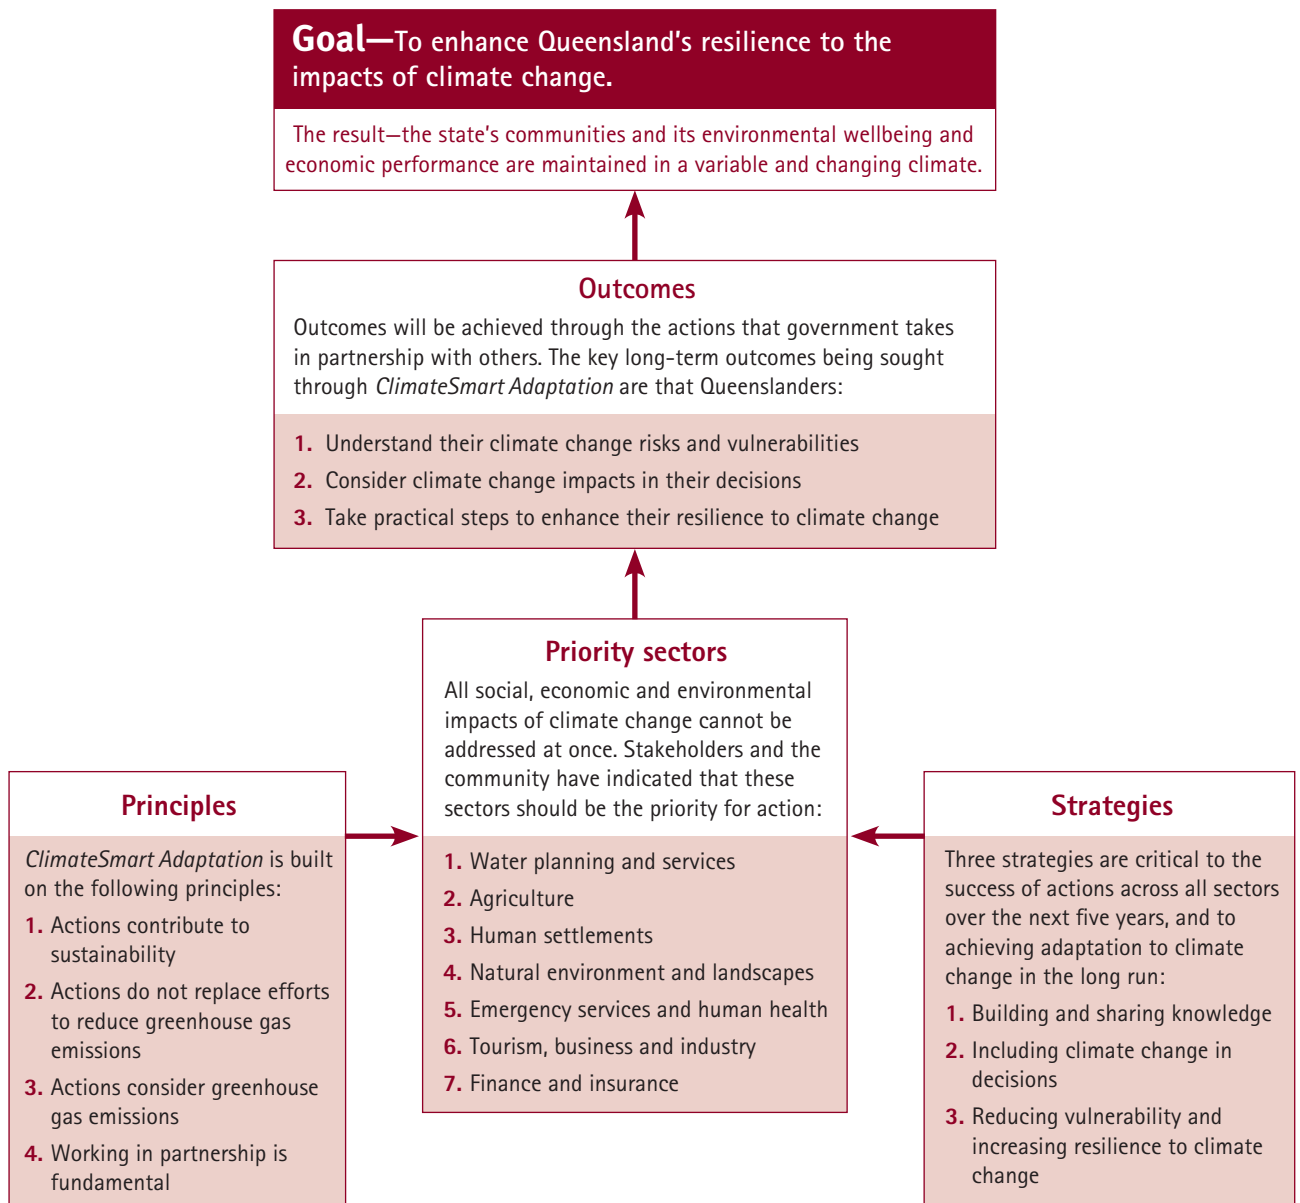 Goal—To enhance Queensland's resilience to the
impacts of climate change.
The result—the state's communities and its environmental wellbeing and
economic performance are maintained in a variable and changing climate.
Outcomes
Outcomes will be achieved through the actions that government takes
in partnership with others. The key long-term outcomes being sought
through ClimateSmart Adaptation are that Queenslanders:
1. Understand their climate change risks and vulnerabilities
2. Consider climate change impacts in their decisions
3. Take practical steps to enhance their resilience to climate change
Priority sectors
All social, economic and environmental
impacts of climate change cannot be
addressed at once. Stakeholders and the
community have indicated that these
sectors should be the priority for action:
1. Water planning and services
2. Agriculture
3. Human settlements
4. Natural environment and landscapes
5. Emergency services and human health
6. Tourism, business and industry
7. Finance and insurance
Principles
ClimateSmart Adaptation is built
on the following principles:
1. Actions contribute to
sustainability
2. Actions do not replace efforts
to reduce greenhouse gas
emissions
3. Actions consider greenhouse
gas emissions
4. Working in partnership is
fundamental
Strategies
Three strategies are critical to the
success of actions across all sectors
over the next five years, and to
achieving adaptation to climate
change in the long run:
1. Building and sharing knowledge
2. Including climate change in
decisions
3. Reducing vulnerability and
increasing resilience to climate
change